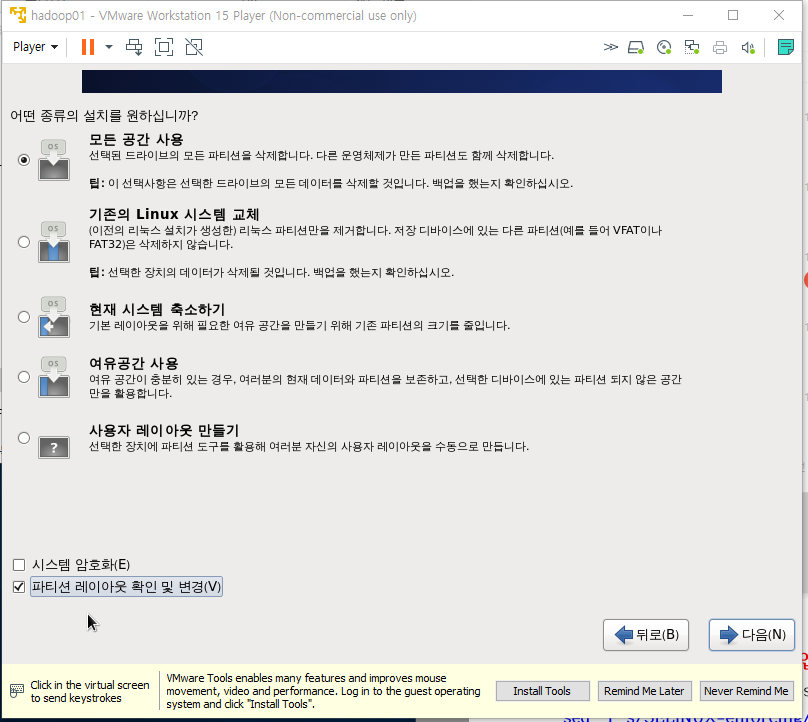 hadoop01 - VMware Workstation 15 Player (Non-commercial use only)
Player
어떤 종류의 설치를 원하십니까?
OS
모든 공간 사용
선택된 드라이브의 모든 파티션을 삭제합니다. 다른 운영체제가 만든 파티션도 함께 삭제합니다.
팁: 이 선택사항은 선택한 드라이브의 모든 데이터를 삭제할 것입니다. 백업을 했는지 확인하십시오.
OS
기존의 Linux 시스템 교체
(이전의 리눅스 설치가 생성한) 리눅스 파티션만을 제거합니다. 저장 디바이스에 있는 다른 파티션(예를 들어 VFAT이나
FAT32)은 삭제하지 않습니다.
팁: 선택한 장치의 데이터가 삭제될 것입니다. 백업을 했는지 확인하십시오.
OS
현재 시스템 축소하기
기본 레이아웃을 위해 필요한 여유 공간을 만들기 위해 기존 파티션의 크기를 줄입니다.
OS
여유공간 사용
여유 공간이 충분히 있는 경우, 여러분의 현재 데이터와 파티션을 보존하고, 선택한 디바이스에 있는 파티션 되지 않은 공간
만을 활용합니다.
?
사용자 레이아웃 만들기
선택한 장치에 파티션 도구를 활용해 여러분 자신의 사용자 레이아웃을 수동으로 만듭니다.
시스템 암호화(E)
파티션 레이아웃 확인 및 변경(V)
뒤로(B)
다음(N)
Click in the virtual screen
to send keystrokes
VMware Tools enables many features and improves mouse
movement, video and performance. Log in to the guest operating
system and click "Install Tools".
Install Tools
Remind Me Later
Never Remind Me